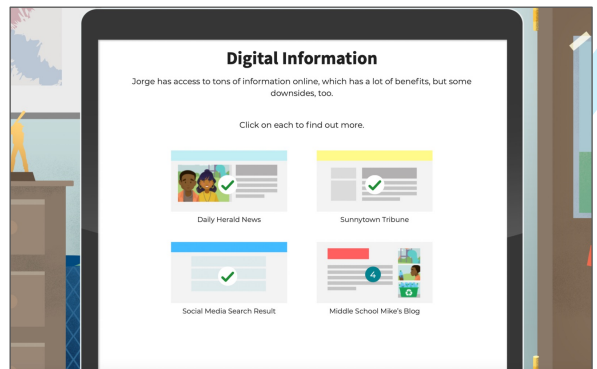 Digital Information
Jorge has access to tons of information online, which has a lot of benefits, but some
downsides, too.
Click on each to find out more.
Daily Herald News
Sunnytown Tribune
4
Social Media Search Result
Middle School Mike's Blog